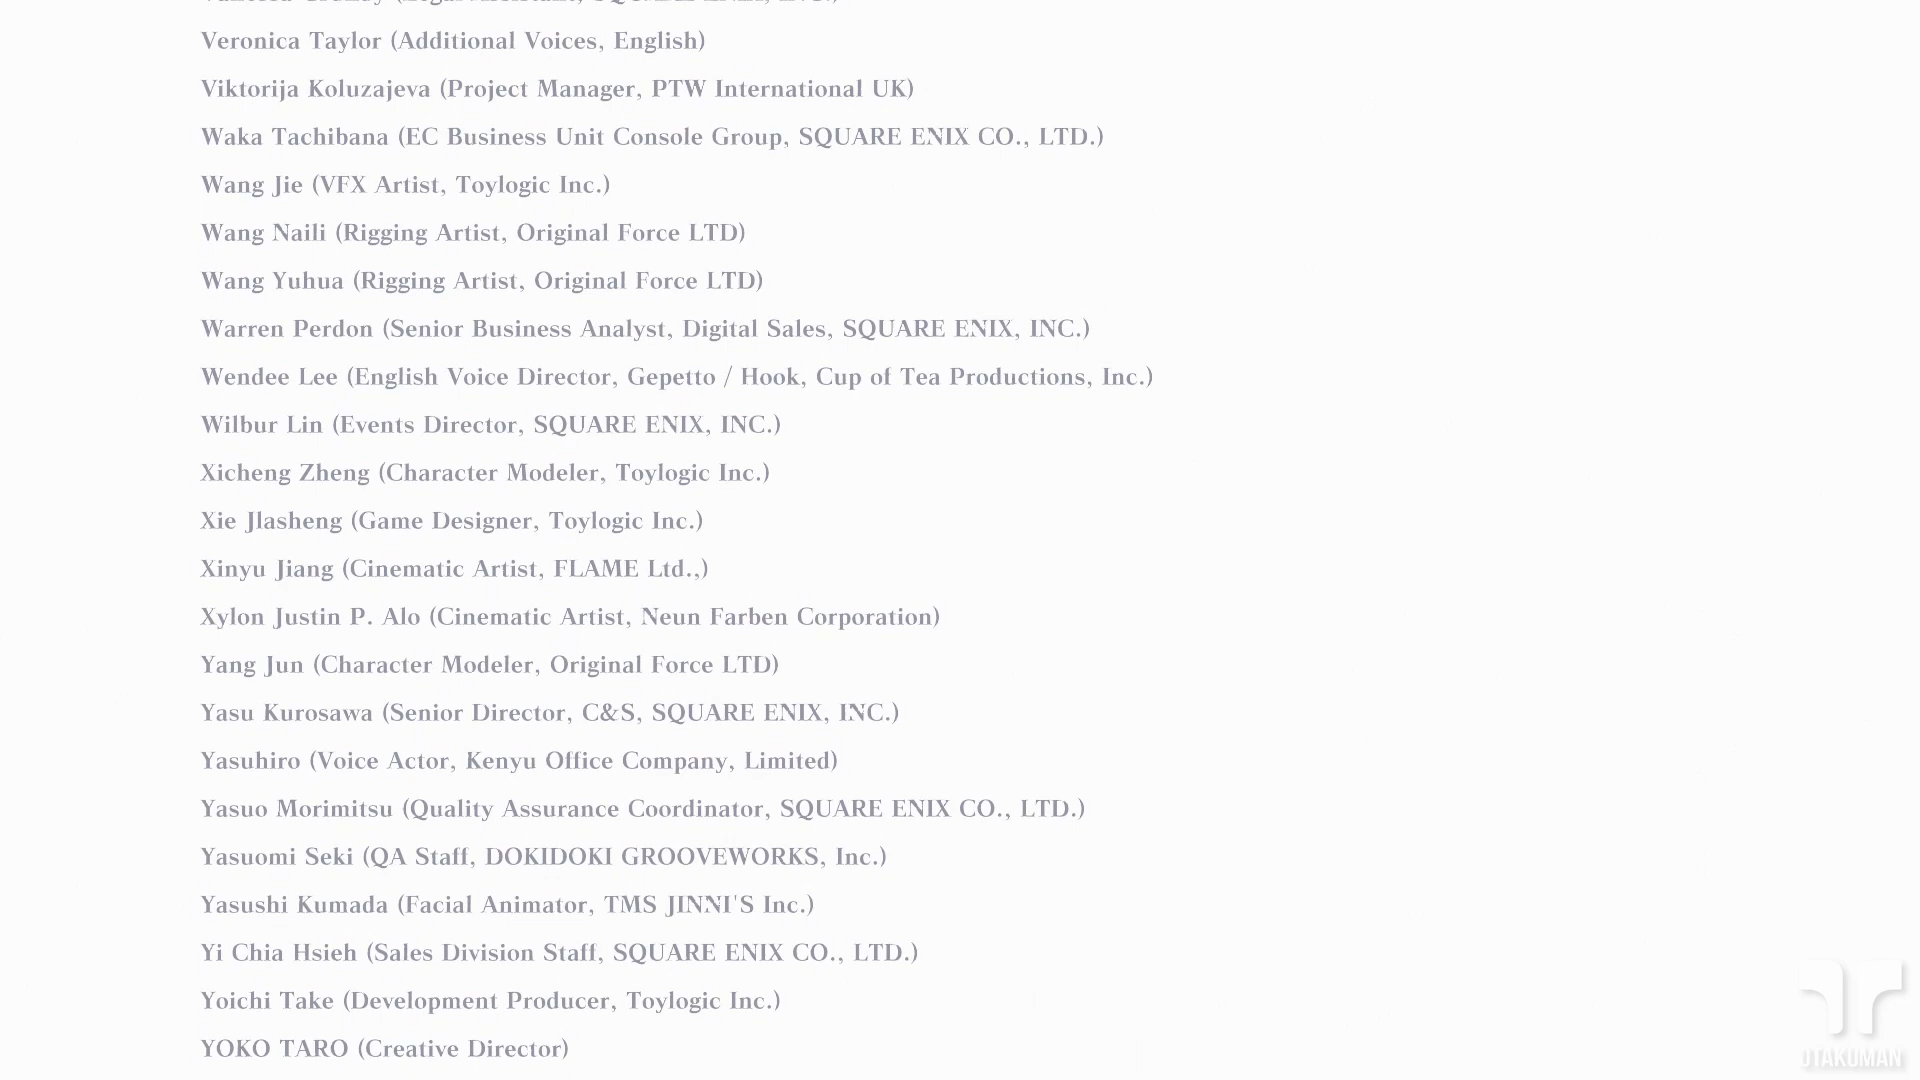 Veronica Taylor (Additional Voices, English)
Viktorija Koluzajeva (Project Manager, PTW International UK)
Waka Tachibana (EC Business Unit Console Group, SQUARE ENIX CO., LTD.)
Wang Jie (VFX Artist, Toylogic Inc.)
Wang Naili (Rigging Artist, Original Force LTD)
Wang Yuhua (Rigging Artist, Original Force LTD)
Warren Perdon (Senior Business Analyst, Digital Sales, SQUARE ENIX, INC.)
Wendee Lee (English Voice Director, Gepetto / Hook, Cup of Tea Productions, Inc.)
Wilbur Lin (Events Director, SQUARE ENIX, INC.)
Xicheng Zheng (Character Modeler, Toylogic Inc.)
Xie Jlasheng (Game Designer, Toylogic Inc.)
Xinyu Jiang (Cinematic Artist, FLAME Ltd.,)
Xylon Justin P. Alo (Cinematic Artist, Neun Farben Corporation)
Yang Jun (Character Modeler, Original Force LTD)
Yasu Kurosawa (Senior Director, C&S, SQUARE ENIX, INC.)
Yasuhiro (Voice Actor, Kenyu Office Company, Limited)
Yasuo Morimitsu (Quality Assurance Coordinator, SQUARE ENIX CO., LTD.)
Yasuomi Seki (QA Staff, DOKIDOKI GROOVEWORKS, Inc.)
Yasushi Kumada (Facial Animator, TMS JINNI'S Inc.)
Yi Chia Hsieh (Sales Division Staff, SQUARE ENIX CO., LTD.)
Yoichi Take (Development Producer, Toylogic Inc.)
YOKO TARO (Creative Director)
OTAKUMAN